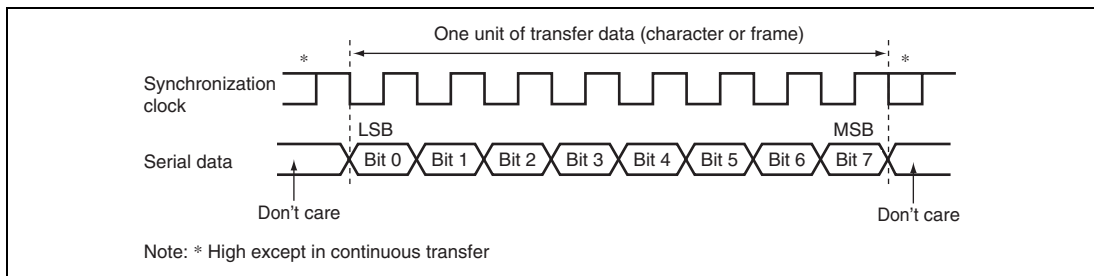 One unit of transfer data (character or frame)
* *
Synchronization
clock
LSB MSB
Serial data Bit 0 Bit 1 Bit 2 Bit 3 Bit 4 Bit 5 Bit 6 Bit 7
Don't care Don't care
Note: * High except in continuous transfer